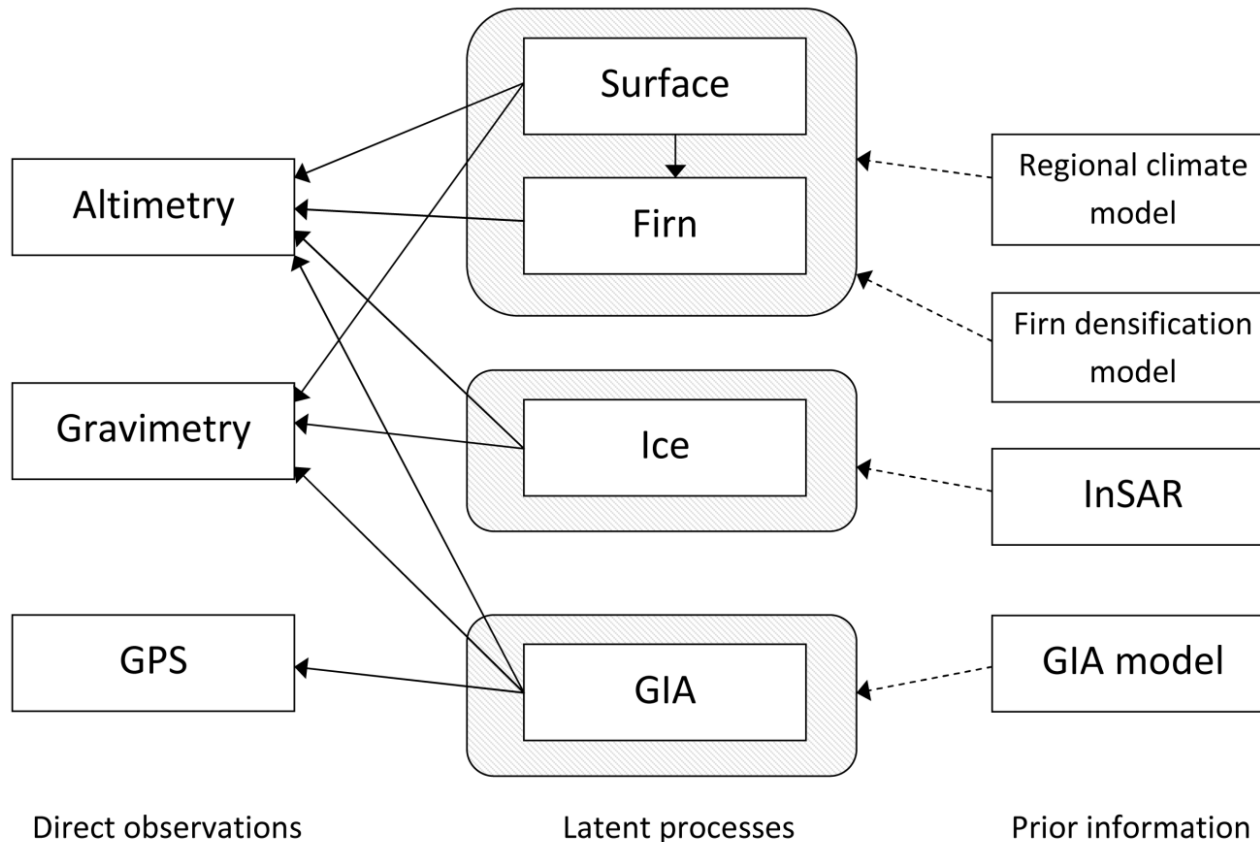 Surface
Altimetry
Firn
Regional climate
model
Firn densification
model
Gravimetry
Ice
InSAR
GPS
GIA
GIA model
Direct observations
Latent processes
Prior information